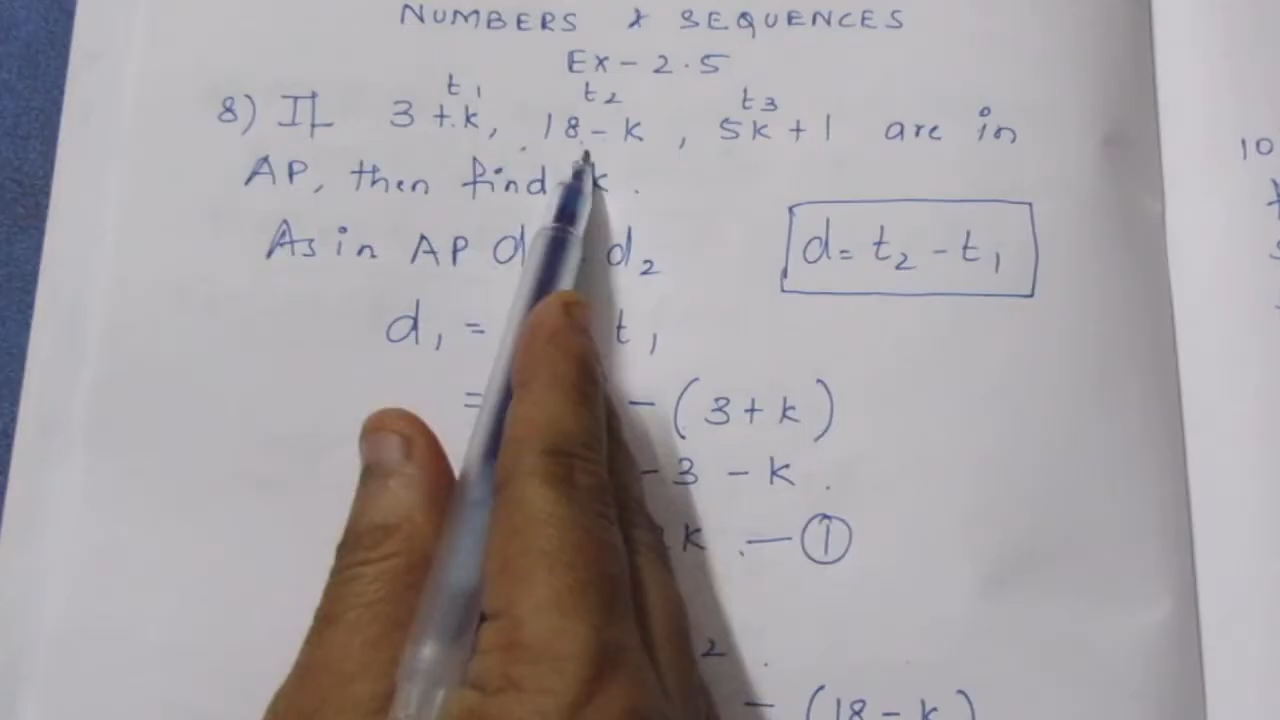 NUMBERS & SEQUENCES
Ex - 2.5
t1 t2 t3
8) If 3+k, 18-k, 5k+1 are in
AP, then find k.
As in AP d d2
d = t2 - t1
d1 = t1
= - (3+k)
- 3 - k
k - ①
2
- (18-k)
10